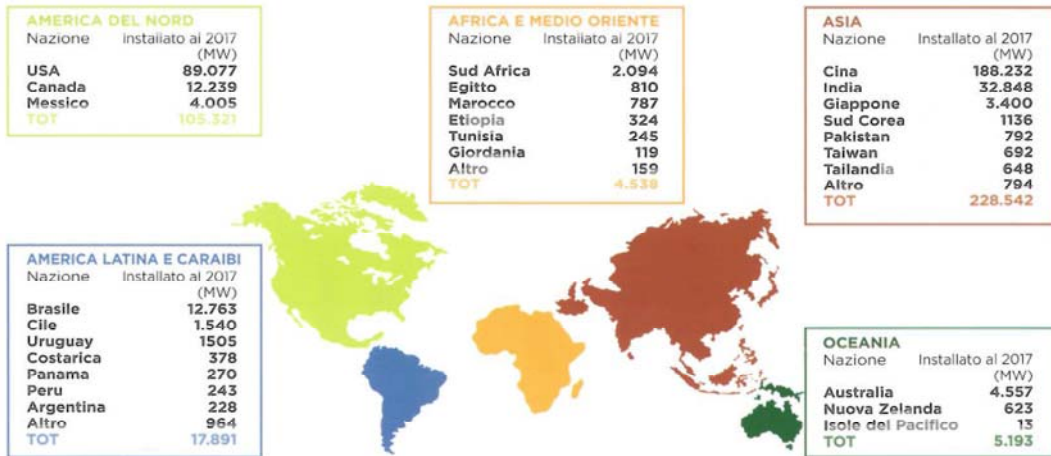 AMERICA DEL NORD
Nazione Installato al 2017
(MW)
USA 89.077
Canada 12.239
Messico 4.005
TOT 105.321
AFRICA E MEDIO ORIENTE
Nazione Installato al 2017
(MW)
Sud Africa 2.094
Egitto 810
Marocco 787
Etiopia 324
Tunisia 245
Giordania 119
Altro 159
TOT 4.538
ASIA
Nazione Installato al 2017
(MW)
Cina 188.232
India 32.848
Giappone 3.400
Sud Corea 1136
Pakistan 792
Taiwan 692
Tailandia 648
Altro 794
TOT 228.542
AMERICA LATINA E CARAIBI
Nazione Installato al 2017
(MW)
Brasile 12.763
Cile 1.540
Uruguay 1505
Costarica 378
Panama 270
Peru 243
Argentina 228
Altro 964
TOT 17.891
OCEANIA
Nazione Installato al 2017
(MW)
Australia 4.557
Nuova Zelanda 623
Isole del Pacifico 13
TOT 5.193